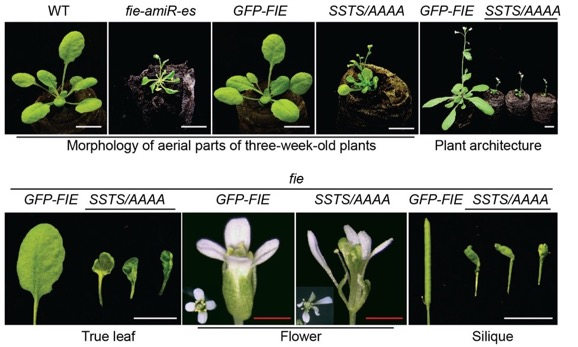 WT fie-amiR-es GFP-FIE SSTS/AAAA GFP-FIE SSTS/AAAA
Morphology of aerial parts of three-week-old plants Plant architecture
fie
GFP-FIE SSTS/AAAA GFP-FIE SSTS/AAAA GFP-FIE SSTS/AAAA
True leaf Flower Silique